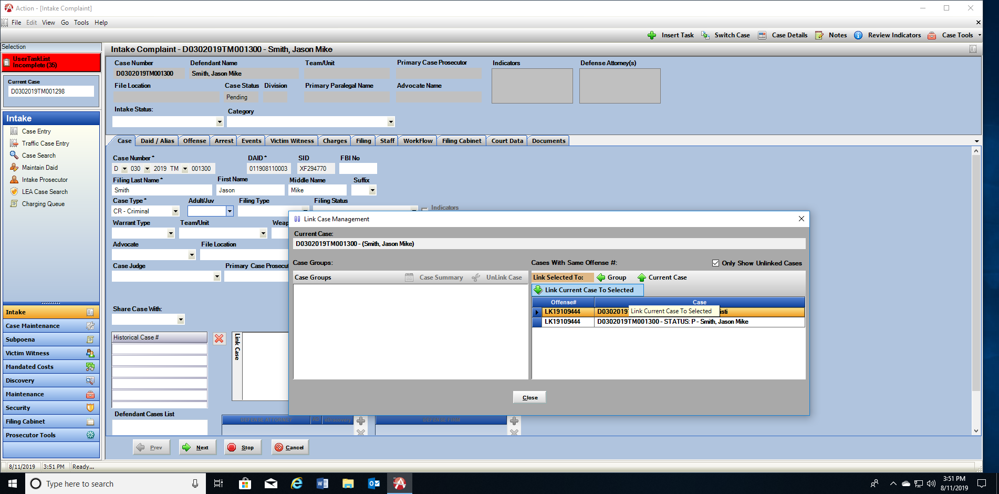 Action - [Intake Complaint]
File Edit View Go Tools Help
Insert Task Switch Case Case Details Notes Review Indicators Case Tools
Selection
UserTaskList
Incomplete (35)
Current Case
D0302019TM001298
Intake
Case Entry
Traffic Case Entry
Case Search
Maintain Daid
Intake Prosecutor
LEA Case Search
Charging Queue
Intake
Case Maintenance
Subpoena
Victim Witness
Mandated Costs
Discovery
Maintenance
Security
Filing Cabinet
Prosecutor Tools
Intake Complaint - D0302019TM001300 - Smith, Jason Mike
Case Number Defendant Name Team/Unit Primary Case Prosecutor Indicators Defense Attorney(s)
D0302019TM001300 Smith, Jason Mike
File Location Case Status Division Primary Paralegal Name Advocate Name
Pending
Intake Status: Category
Case Daid / Alias Offense Arrest Events Victim Witness Charges Filing Staff WorkFlow Filing Cabinet Court Data Documents
Case Number * DAID * SID FBI No
D 030 2019 TM 001300 011908110003 XF294770
Filing Last Name * First Name Middle Name Suffix
Smith Jason Mike
Case Type * Adult/Juv Filing Type Filing Status Indicators
CR - Criminal
Warrant Type Team/Unit Weap
Advocate File Location
Case Judge Primary Case Prosecut
Share Case With:
Historical Case #
Link Case
Defendant Cases List
DEFENSE ATTORNEY AD eDiscovery DEFENSE FIRM
Prev Next Stop Cancel
Link Case Management
Current Case:
D0302019TM001300 - (Smith, Jason Mike)
Case Groups: Cases With Same Offense #: Only Show Unlinked Cases
Case Groups Case Summary UnLink Case Link Selected To: Group Current Case
Link Current Case To Selected
Offense# Case
LK19109444 D0302019T Link Current Case To Selected isti
LK19109444 D0302019TM001300 - STATUS: P - Smith, Jason Mike
Close
8/11/2019 3:51 PM Ready...
Type here to search
3:51 PM
8/11/2019